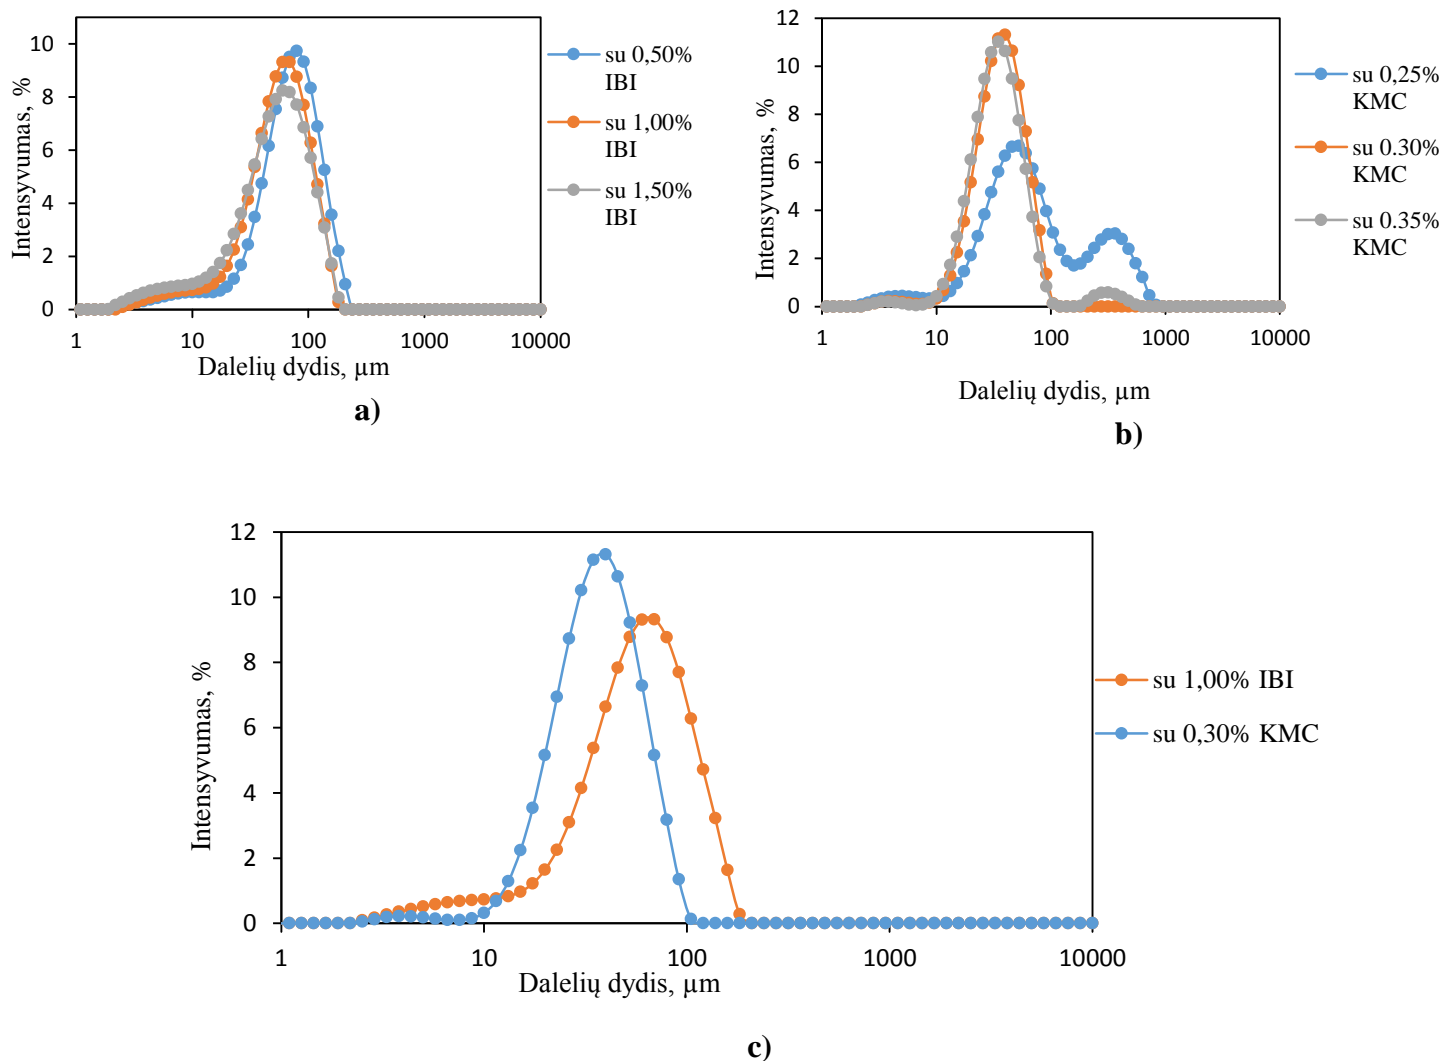 10
8
6
4
2
0
Intensyvumas, %
1
10
100
1000
10000
Dalelių dydis, µm
su 0,50%
IBI
su 1,00%
IBI
su 1,50%
IBI
a)
12
10
8
6
4
2
0
Intensyvumas, %
1
10
100
1000
10000
Dalelių dydis, µm
su 0,25%
KMC
su 0.30%
KMC
su 0.35%
KMC
b)
12
10
8
6
4
2
0
Intensyvumas, %
1
10
100
1000
10000
Dalelių dydis, µm
su 1,00% IBI
su 0,30% KMC
c)